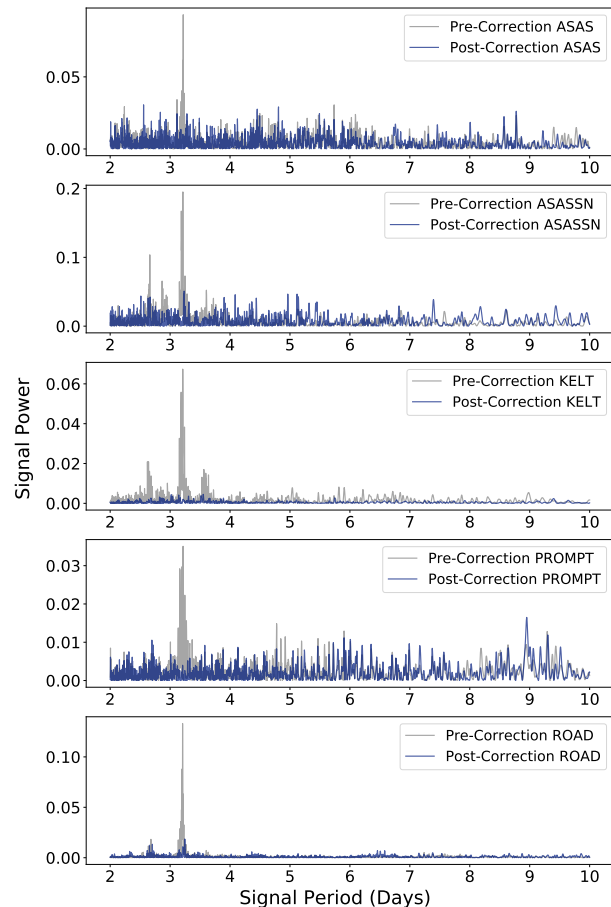 Pre-Correction ASAS
Post-Correction ASAS
0.05
0.00
2 3 4 5 6 7 8 9 10
Pre-Correction ASASSN
Post-Correction ASASSN
0.2
0.1
0.0
2 3 4 5 6 7 8 9 10
Pre-Correction KELT
Post-Correction KELT
0.06
0.04
0.02
0.00
2 3 4 5 6 7 8 9 10
Signal Power
Pre-Correction PROMPT
Post-Correction PROMPT
0.03
0.02
0.01
0.00
2 3 4 5 6 7 8 9 10
Pre-Correction ROAD
Post-Correction ROAD
0.10
0.05
0.00
2 3 4 5 6 7 8 9 10
Signal Period (Days)